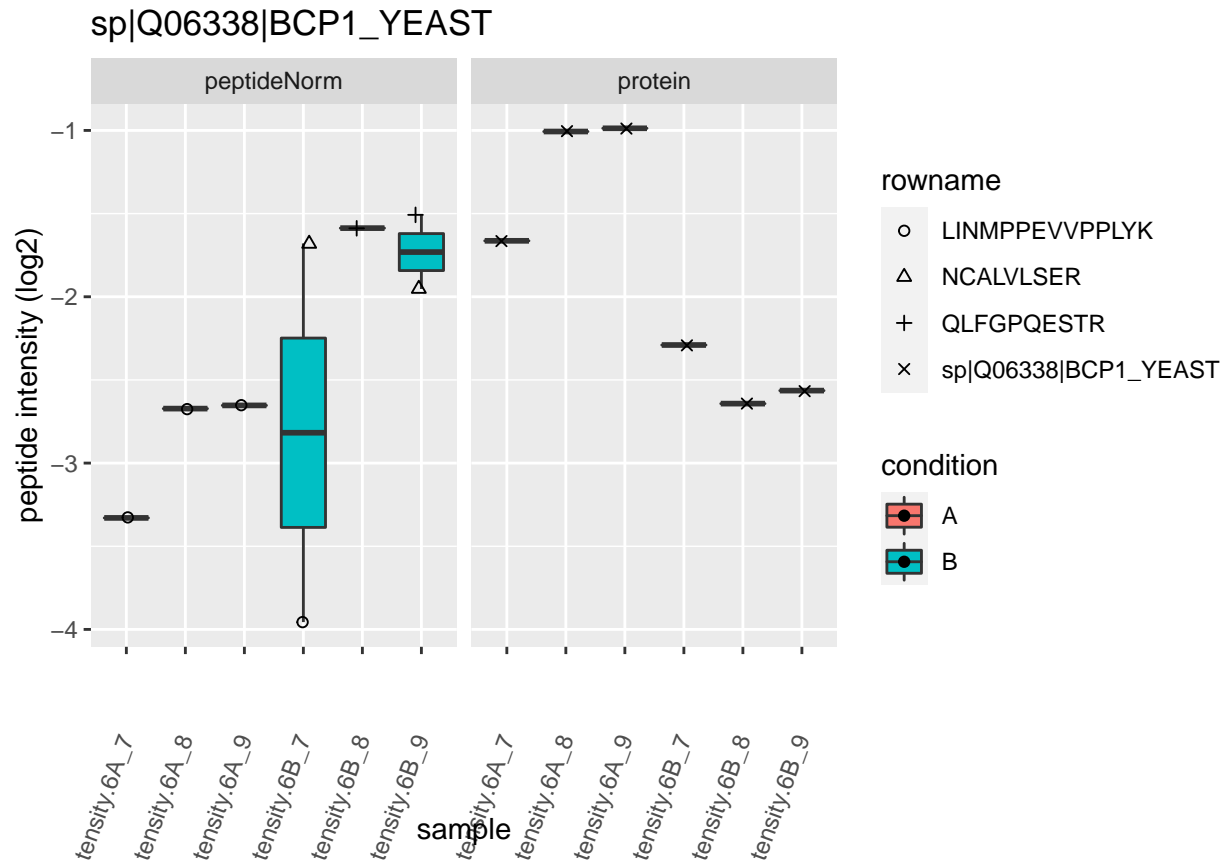 sp|Q06338|BCP1_YEAST
peptideNorm
protein
peptide intensity (log2)
−1
−2
−3
−4
tensity.6A_7
tensity.6A_8
tensity.6A_9
tensity.6B_7
tensity.6B_8
tensity.6B_9
tensity.6A_7
tensity.6A_8
tensity.6A_9
tensity.6B_7
tensity.6B_8
tensity.6B_9
sample
rowname
LINMPPEVVPPLYK
NCALVLSER
QLFGPQESTR
sp|Q06338|BCP1_YEAST
condition
A
B